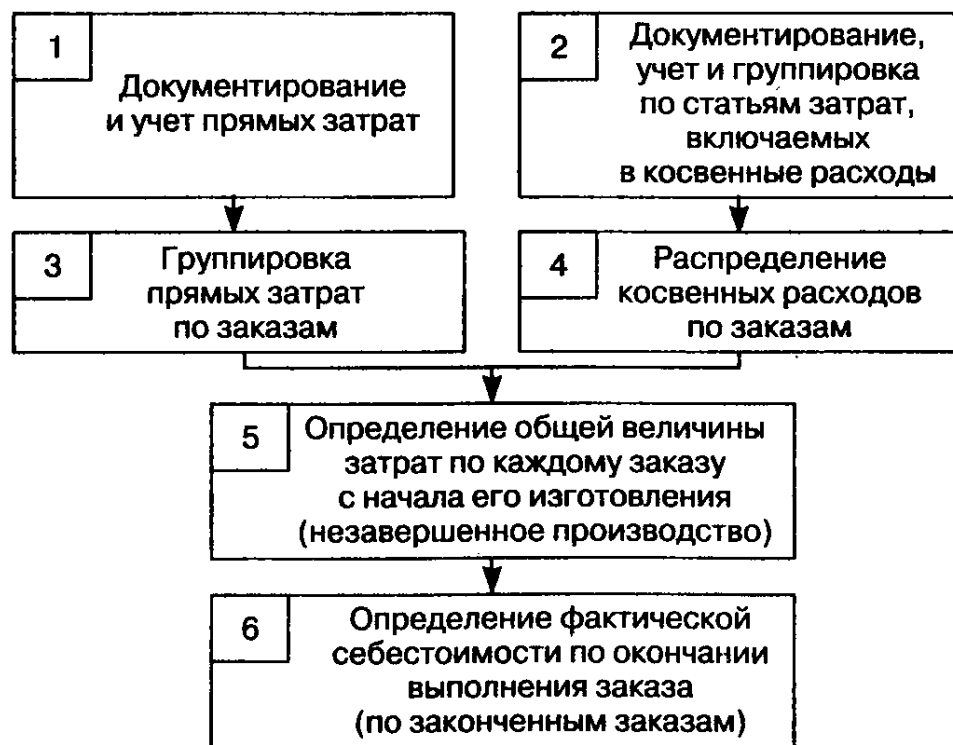 1
Документирование
и учет прямых затрат
2
Документирование,
учет и группировка
по статьям затрат,
включаемых
в косвенные расходы
3
Группировка
прямых затрат
по заказам
4
Распределение
косвенных расходов
по заказам
5
Определение общей величины
затрат по каждому заказу
с начала его изготовления
(незавершенное производство)
6
Определение фактической
себестоимости по окончании
выполнения заказа
(по законченным заказам)